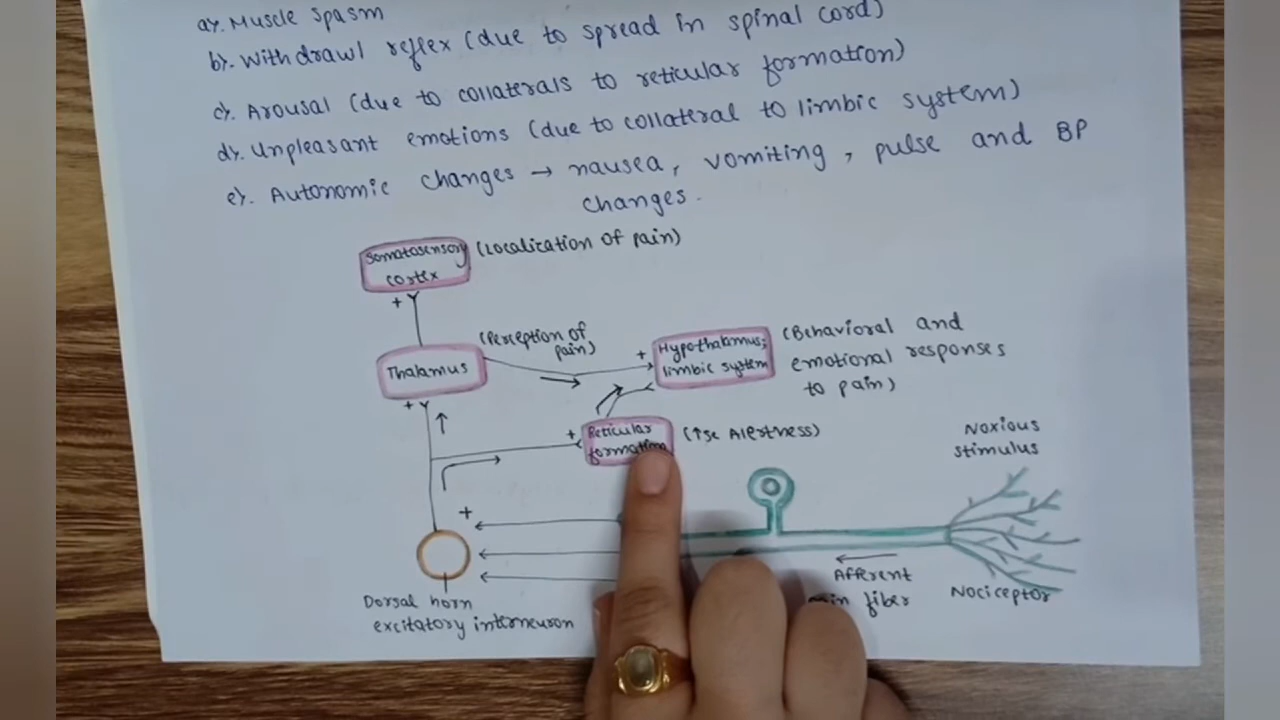 a). Muscle spasm
b). Withdrawl reflex (due to spread in spinal cord)
c). Arousal (due to collaterals to reticular formation)
d). Unpleasant emotions (due to collateral to limbic system)
e). Autonomic changes → nausea, vomiting, pulse and BP
changes.
Somatosensory
cortex
(Localization of pain)
+
(Perception of
pain)
Thalamus
+
Hypothalamus;
limbic system
(Behavioral and
emotional responses
to pain)
+
+
Reticular
formation
(↑se Alertness)
Noxious
stimulus
+
Afferent
fiber
Nociceptor
Dorsal horn
excitatory interneuron